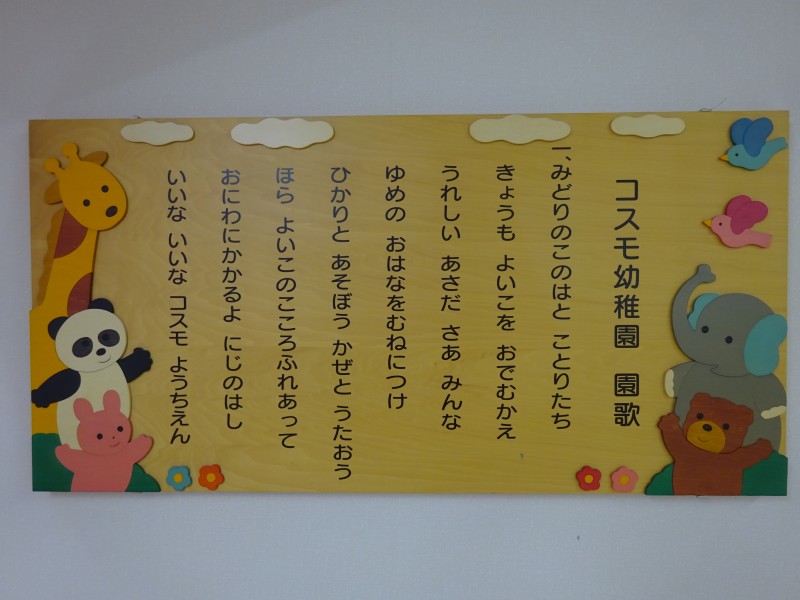 コスモ幼稚園 園歌
一、みどりのこのはと ことりたち
きょうも よいこを おでむかえ
うれしい あさだ さあ みんな
ゆめの おはなをむねにつけ
ひかりと あそぼう かぜと うたおう
ほら よいこのこころふれあって
おにわにかかるよ にじのはし
いいな いいな コスモ ようちえん